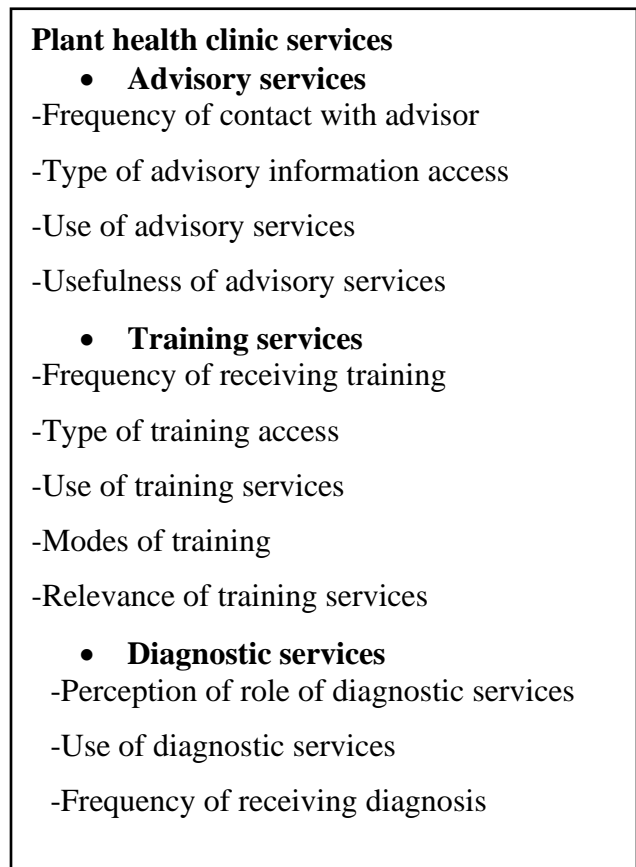 Plant health clinic services
• Advisory services
-Frequency of contact with advisor
-Type of advisory information access
-Use of advisory services
-Usefulness of advisory services
• Training services
-Frequency of receiving training
-Type of training access
-Use of training services
-Modes of training
-Relevance of training services
• Diagnostic services
-Perception of role of diagnostic services
-Use of diagnostic services
-Frequency of receiving diagnosis